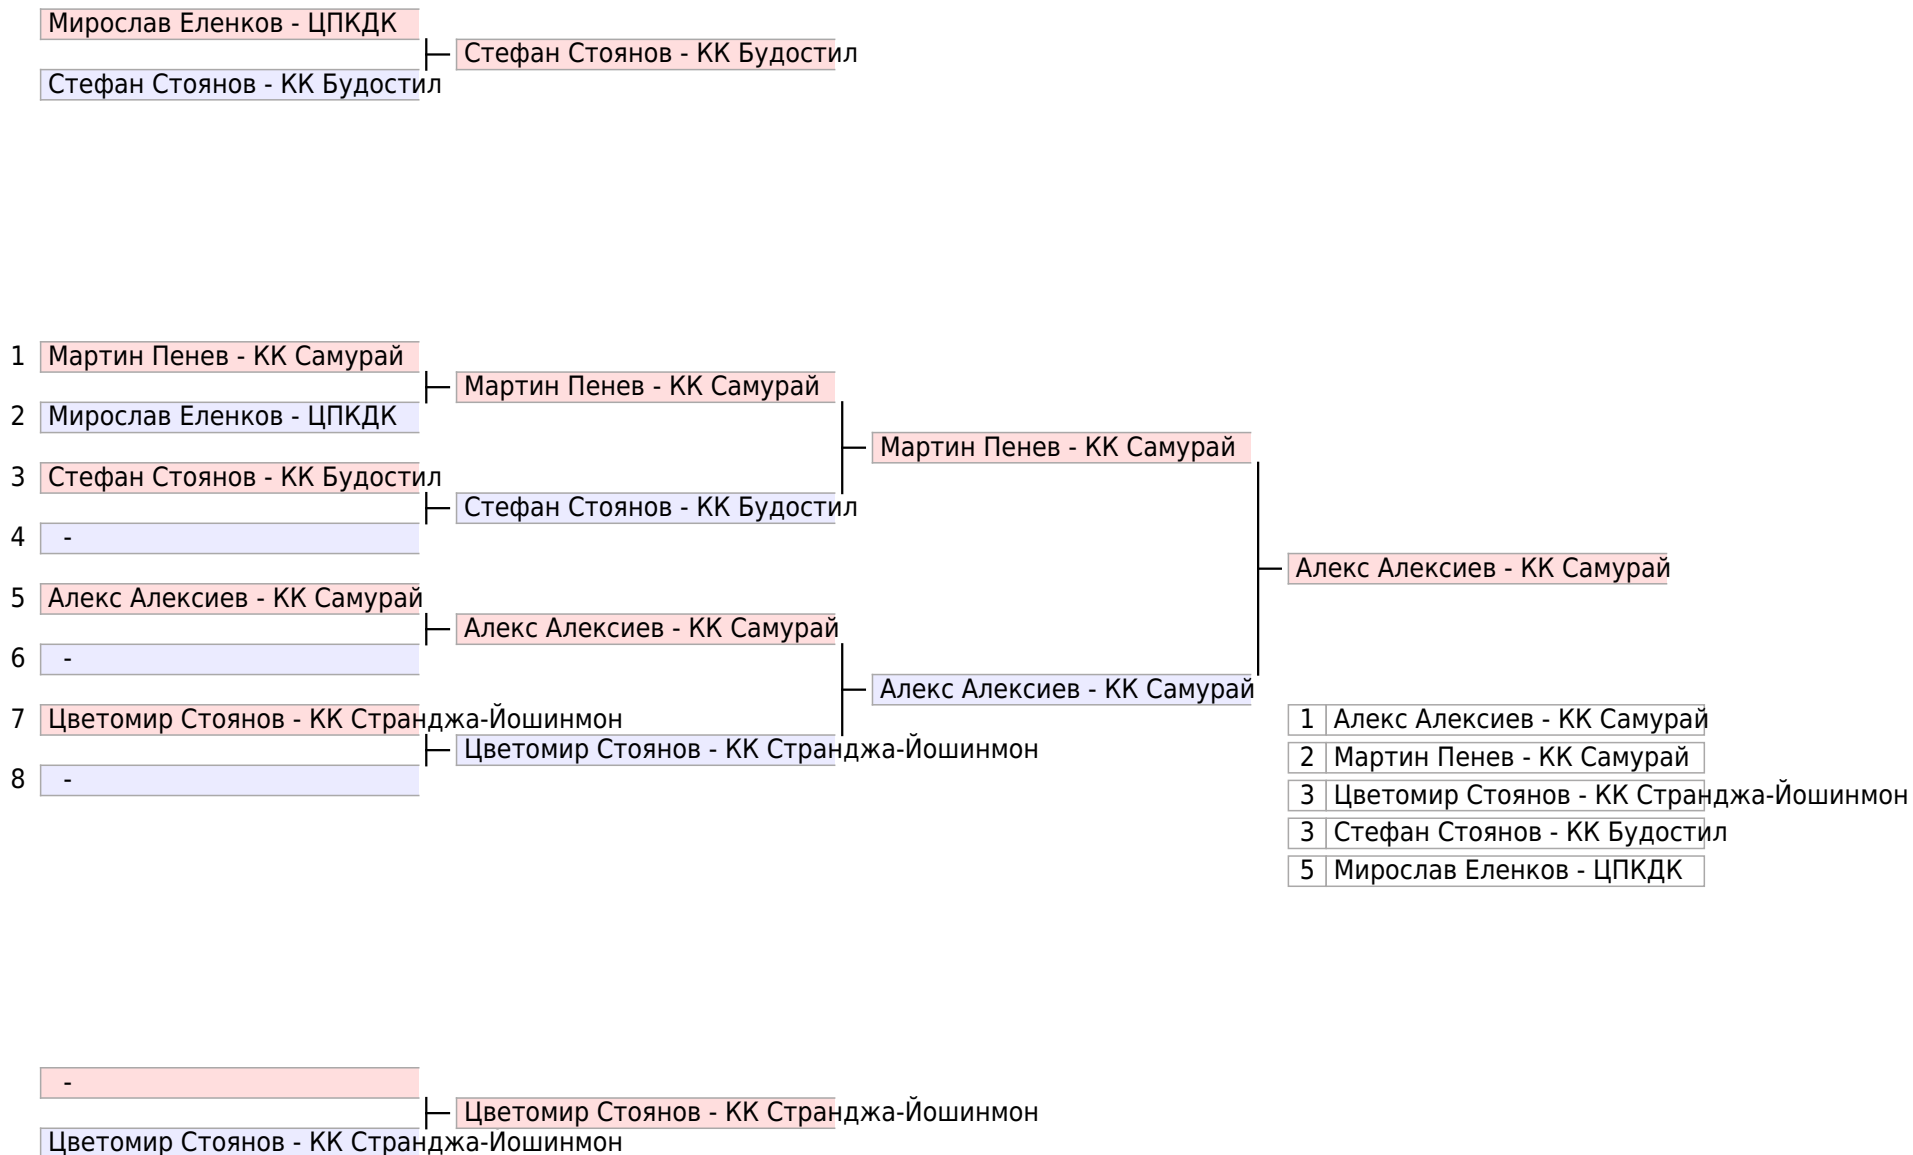 Мирослав Еленков - ЦПКДК
Стефан Стоянов - КК Будостил
Стефан Стоянов - КК Будостил
1 Мартин Пенев - КК Самурай
Мартин Пенев - КК Самурай
2 Мирослав Еленков - ЦПКДК
Мартин Пенев - КК Самурай
3 Стефан Стоянов - КК Будостил
Стефан Стоянов - КК Будостил
4 -
Алекс Алексиев - КК Самурай
5 Алекс Алексиев - КК Самурай
Алекс Алексиев - КК Самурай
6 -
Алекс Алексиев - КК Самурай
7 Цветомир Стоянов - КК Странджа-Йошинмон
Цветомир Стоянов - КК Странджа-Йошинмон
8 -
1 Алекс Алексиев - КК Самурай
2 Мартин Пенев - КК Самурай
3 Цветомир Стоянов - КК Странджа-Йошинмон
3 Стефан Стоянов - КК Будостил
5 Мирослав Еленков - ЦПКДК
-
Цветомир Стоянов - КК Странджа-Йошинмон
Цветомир Стоянов - КК Странджа-Йошинмон